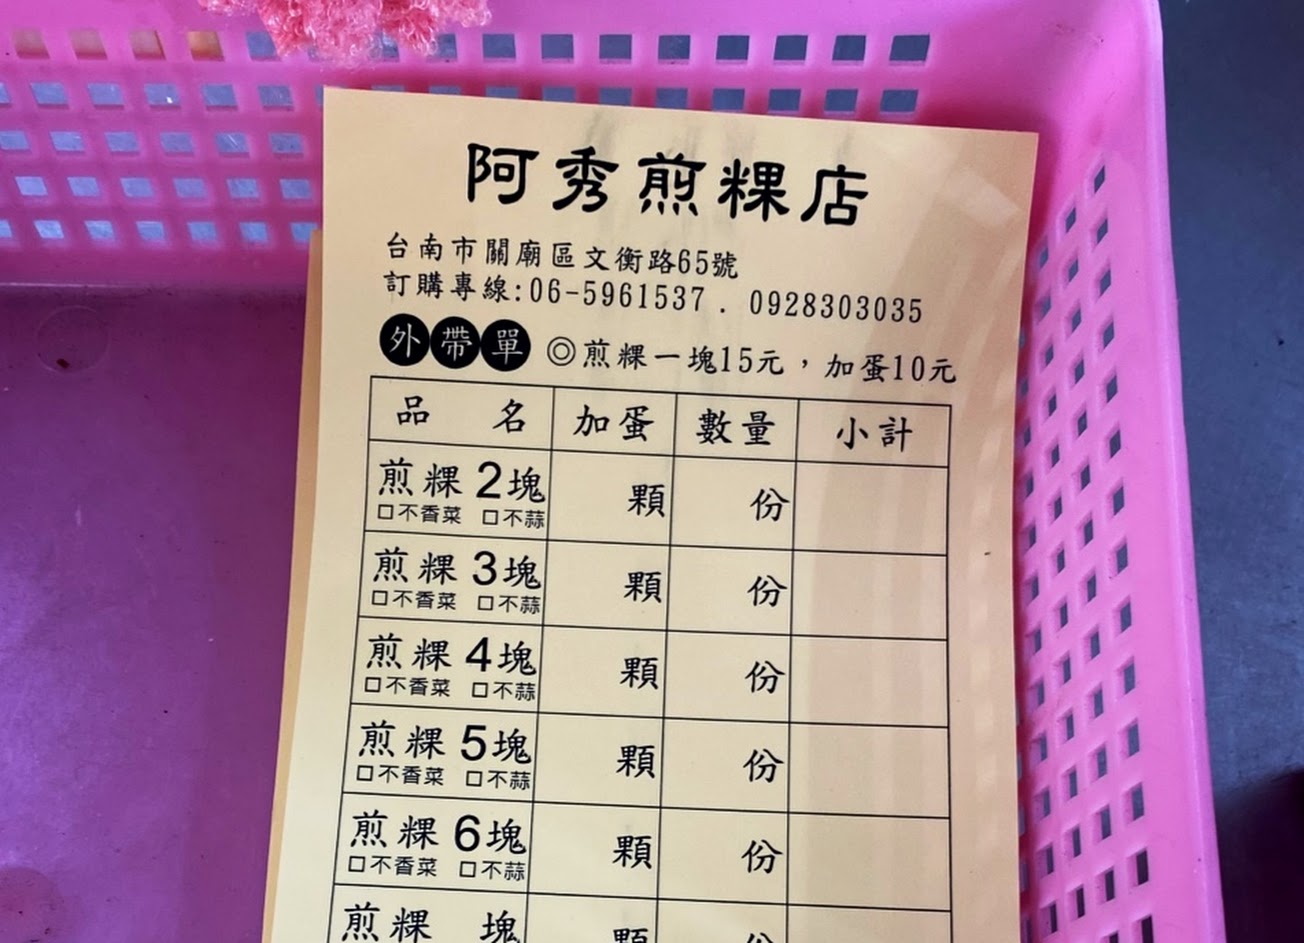 阿秀煎粿店
台南市關廟區文衡路65號
訂購專線:06-5961537 . 0928303035
外帶單 ◎煎粿一塊15元，加蛋10元
品 名 加蛋 數量 小計
煎粿 2塊 顆 份
□不香菜 □不蒜
煎粿 3塊 顆 份
□不香菜 □不蒜
煎粿 4塊 顆 份
□不香菜 □不蒜
煎粿 5塊 顆 份
□不香菜 □不蒜
煎粿 6塊 顆 份
□不香菜 □不蒜
煎粿 塊 顆 份